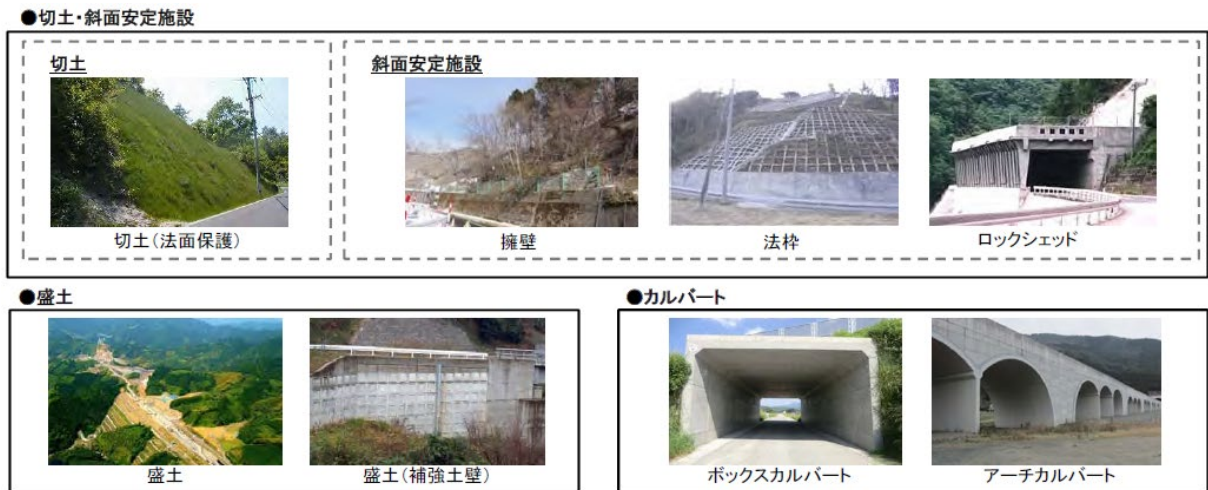 ●切土・斜面安定施設
切土
斜面安定施設
切土(法面保護)
擁壁
法枠
ロックシェッド
●盛土
●カルバート
盛土
盛土(補強土壁)
ボックスカルバート
アーチカルバート